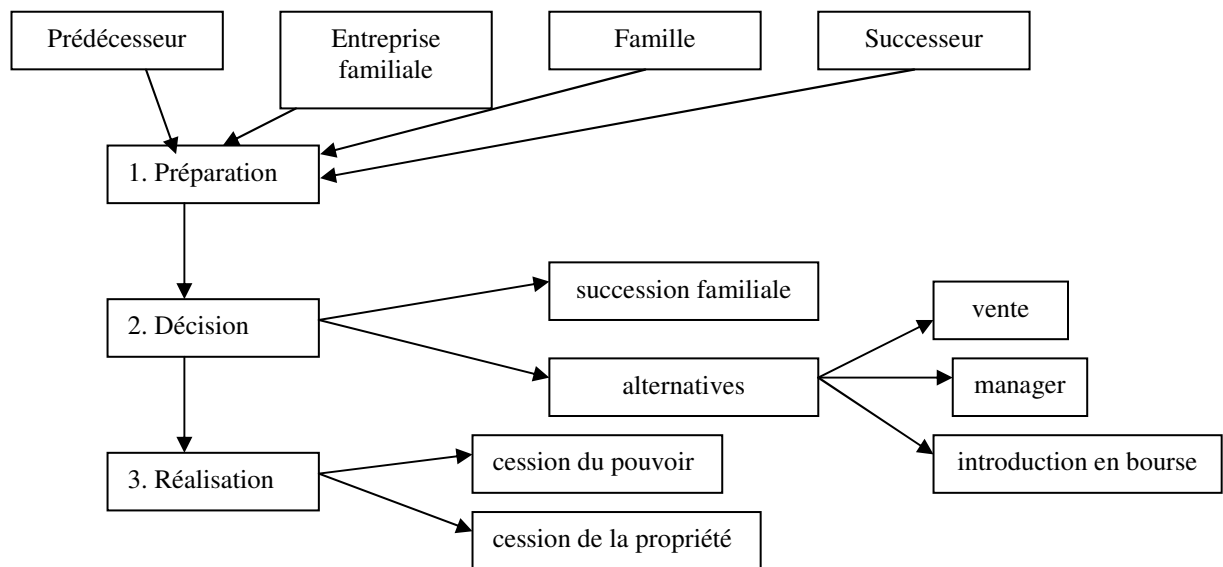 Prédécesseur
Entreprise
familiale
Famille
Successeur
1. Préparation
2. Décision
succession familiale
alternatives
vente
manager
introduction en bourse
3. Réalisation
cession du pouvoir
cession de la propriété